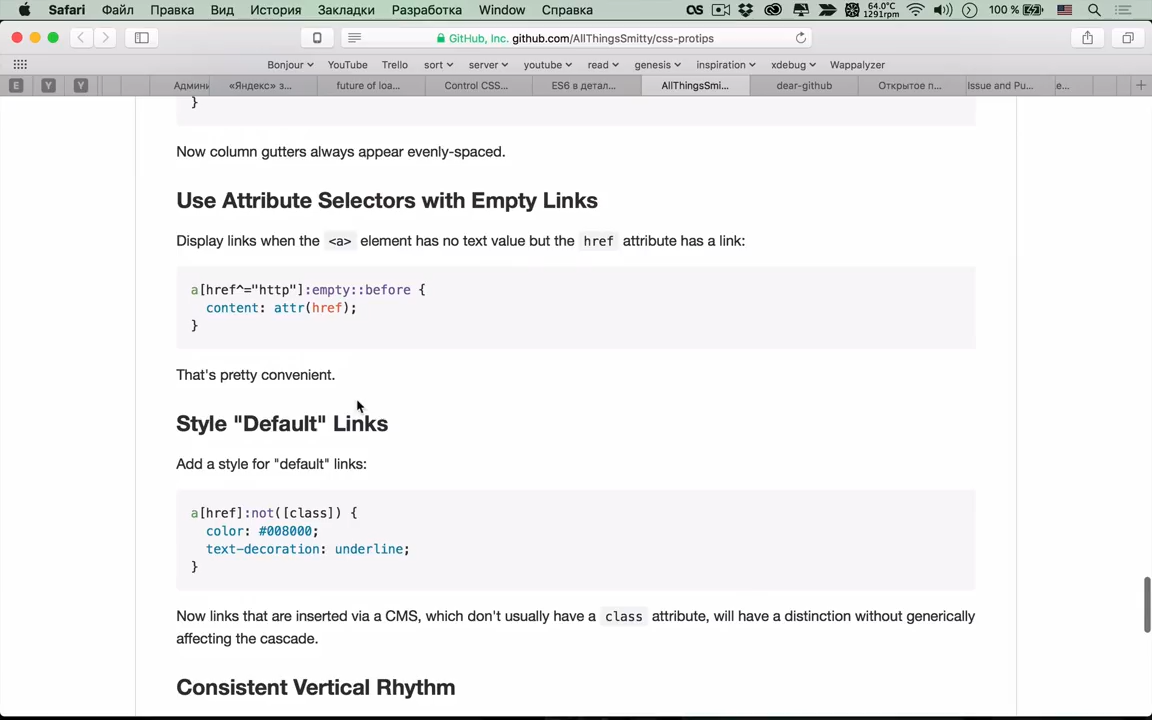 Safari Файл Правка Вид История Закладки Разработка Window Справка 64.0°C 1291rpm 100 %
GitHub, Inc. github.com/AllThingsSmitty/css-protips
Bonjour YouTube Trello sort server youtube read genesis inspiration xdebug Wappalyzer
E Y Y Админи «Яндекс» з... future of loa... Control CSS... ES6 в детал... AllThingsSmi... dear-github Открытое п... Issue and Pu... е...
}
Now column gutters always appear evenly-spaced.
Use Attribute Selectors with Empty Links
Display links when the <a> element has no text value but the href attribute has a link:
a[href^="http"]:empty::before {
content: attr(href);
}
That's pretty convenient.
Style "Default" Links
Add a style for "default" links:
a[href]:not([class]) {
color: #008000;
text-decoration: underline;
}
Now links that are inserted via a CMS, which don't usually have a class attribute, will have a distinction without generically
affecting the cascade.
Consistent Vertical Rhythm